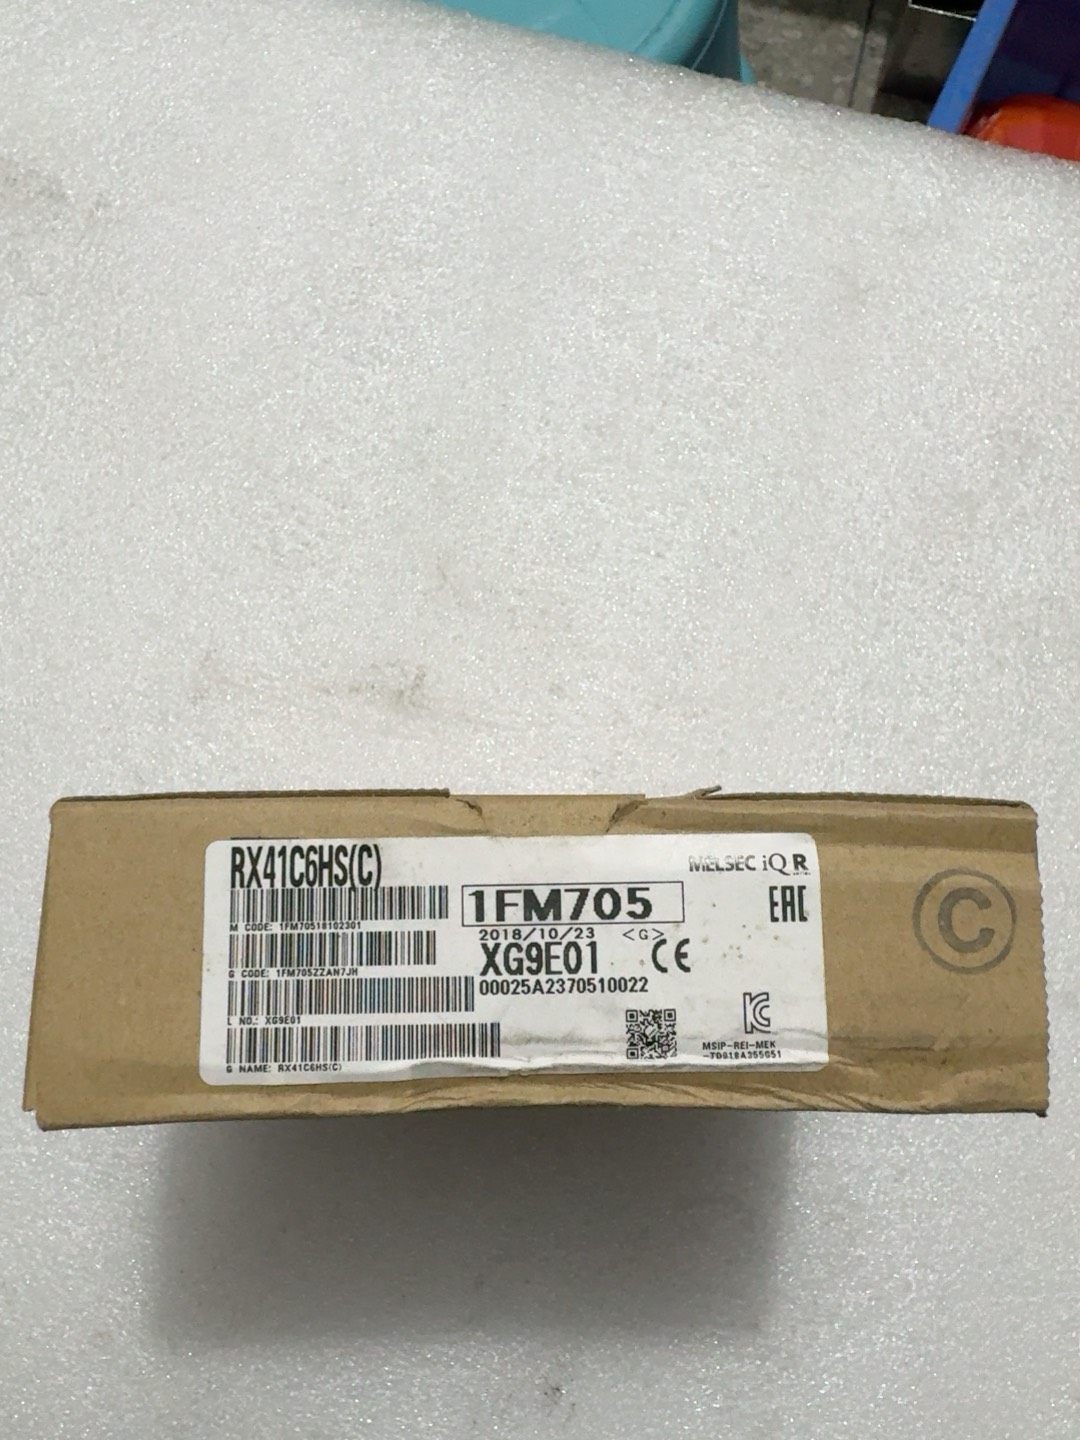 RX41C6HS(C)
MELSEC iQ R
series
1FM705
EAC
M CODE: 1FM70518102301
2018/10/23 <G>
XG9E01 CE
G CODE: 1FM705ZZAN7JH
00025A2370510022
L NO.: XG9E01
MSIP-REI-MEK
G NAME: RX41C6HS(C)
C